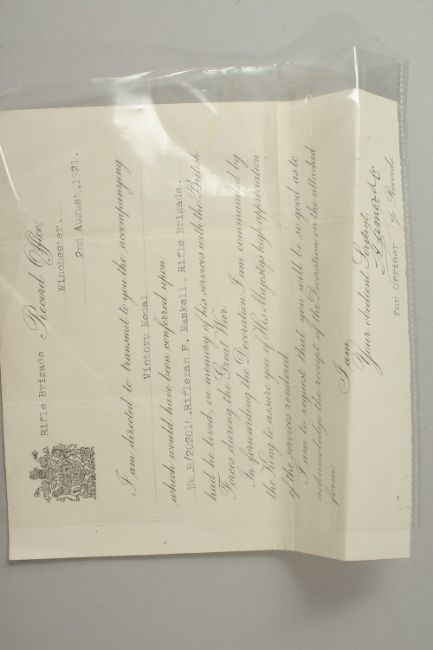 Rifle Brigade Record Office,
Winchester.
2nd August, 1921.
I am directed to transmit to you the accompanying
Victory Medal
which would have been conferred upon
No. Rifleman P. Maskell, Rifle Brigade,
had he lived, in memory of his services with the British
Forces during the Great War.
In forwarding the Decoration I am commanded by
the King to assure you of His Majesty's high appreciation
of the services rendered.
I am to request that you will be so good as to
acknowledge the receipt of the Decoration on the attached
form.
I am,
Your obedient Servant,
for Officer i/c Records.